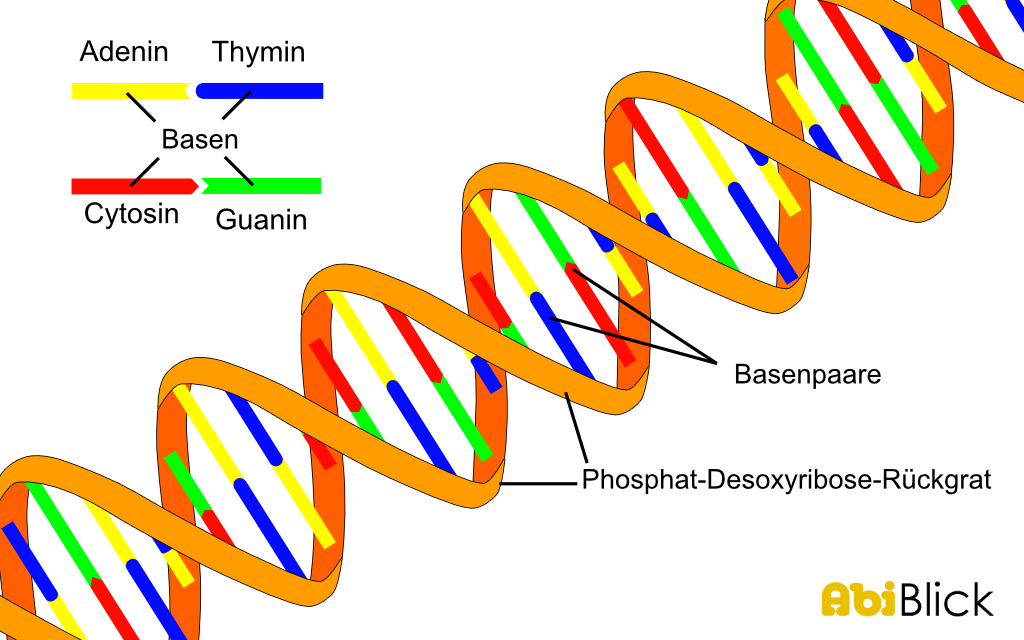 Adenin Thymin
Basen
Cytosin Guanin
Basenpaare
Phosphat-Desoxyribose-Rückgrat
AbiBlick